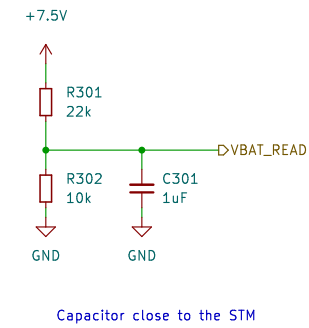 +7.5V
R301
22k
VBAT_READ
R302
10k
C301
1uF
GND
GND
Capacitor close to the STM